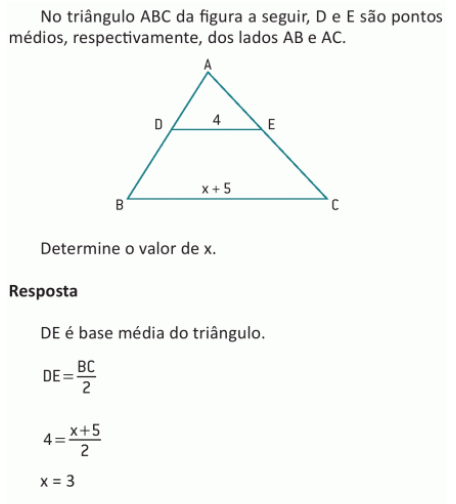 No triângulo ABC da figura a seguir, D e E são pontos
médios, respectivamente, dos lados AB e AC.
A
D
4
E
x + 5
B
C
Determine o valor de x.
Resposta
DE é base média do triângulo.
DE = BC/2
4 = x+5/2
x = 3